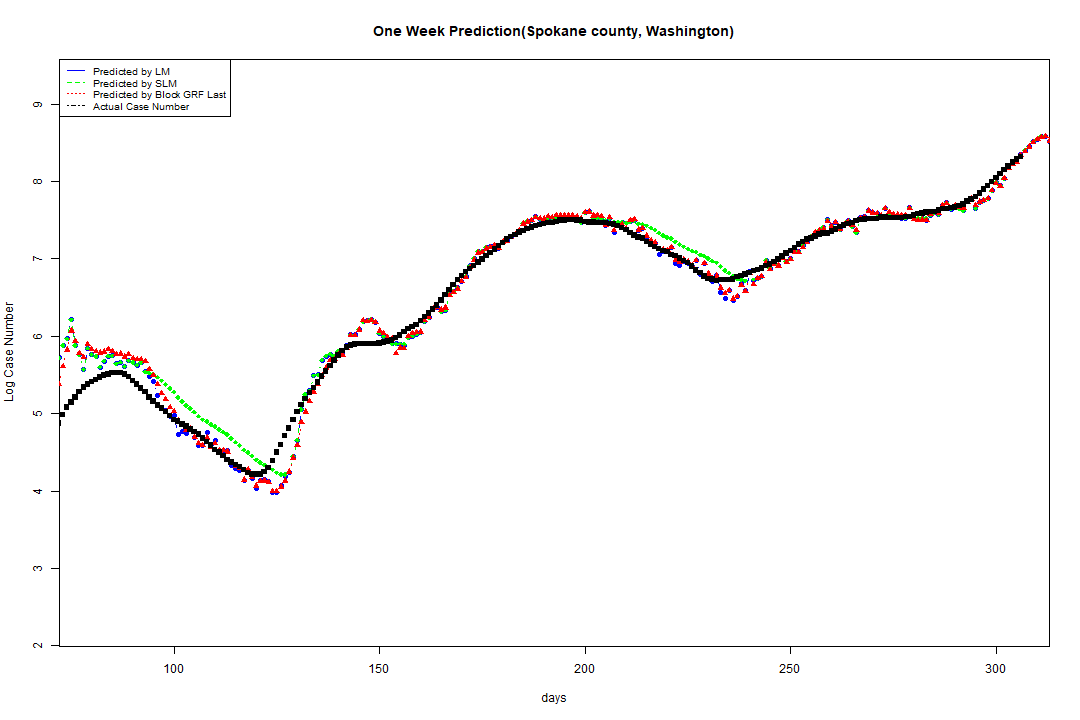 One Week Prediction(Spokane county, Washington)
Predicted by LM
Predicted by SLM
Predicted by Block GRF Last
Actual Case Number
9
8
7
6
5
4
3
2
Log Case Number
100 150 200 250 300
days